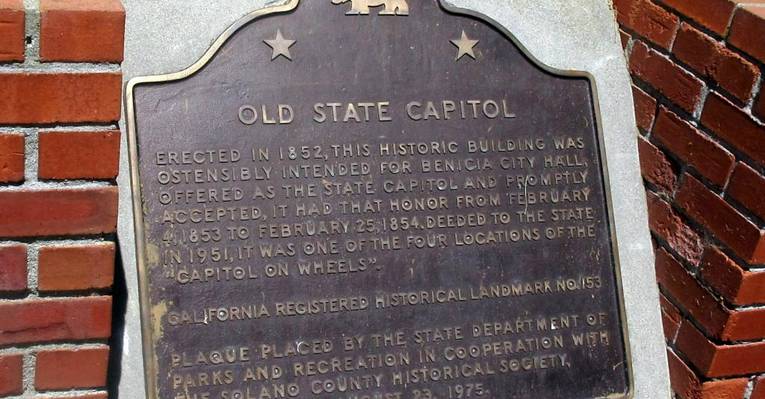 OLD STATE CAPITOL
ERECTED IN 1852, THIS HISTORIC BUILDING WAS
OSTENSIBLY INTENDED FOR BENICIA CITY HALL,
OFFERED AS THE STATE CAPITOL AND PROMPTLY
ACCEPTED, IT HAD THAT HONOR FROM FEBRUARY
4, 1853 TO FEBRUARY 25, 1854. DEEDED TO THE STATE
IN 1951, IT WAS ONE OF THE FOUR LOCATIONS OF THE
"CAPITOL ON WHEELS".
CALIFORNIA REGISTERED HISTORICAL LANDMARK NO. 153
PLAQUE PLACED BY THE STATE DEPARTMENT OF
PARKS AND RECREATION IN COOPERATION WITH
THE SOLANO COUNTY HISTORICAL SOCIETY,
AUGUST 23, 1975.